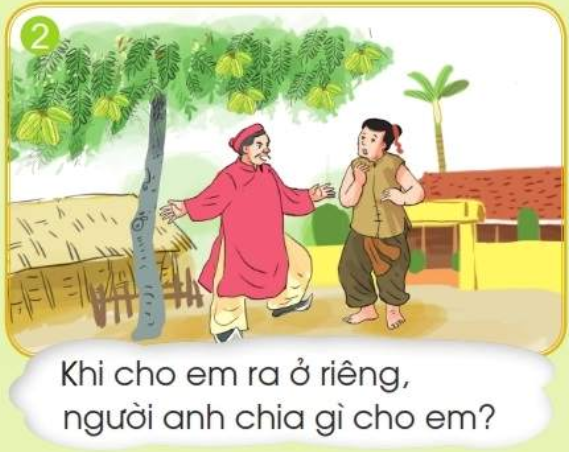 2
Khi cho em ra ở riêng,
người anh chia gì cho em?